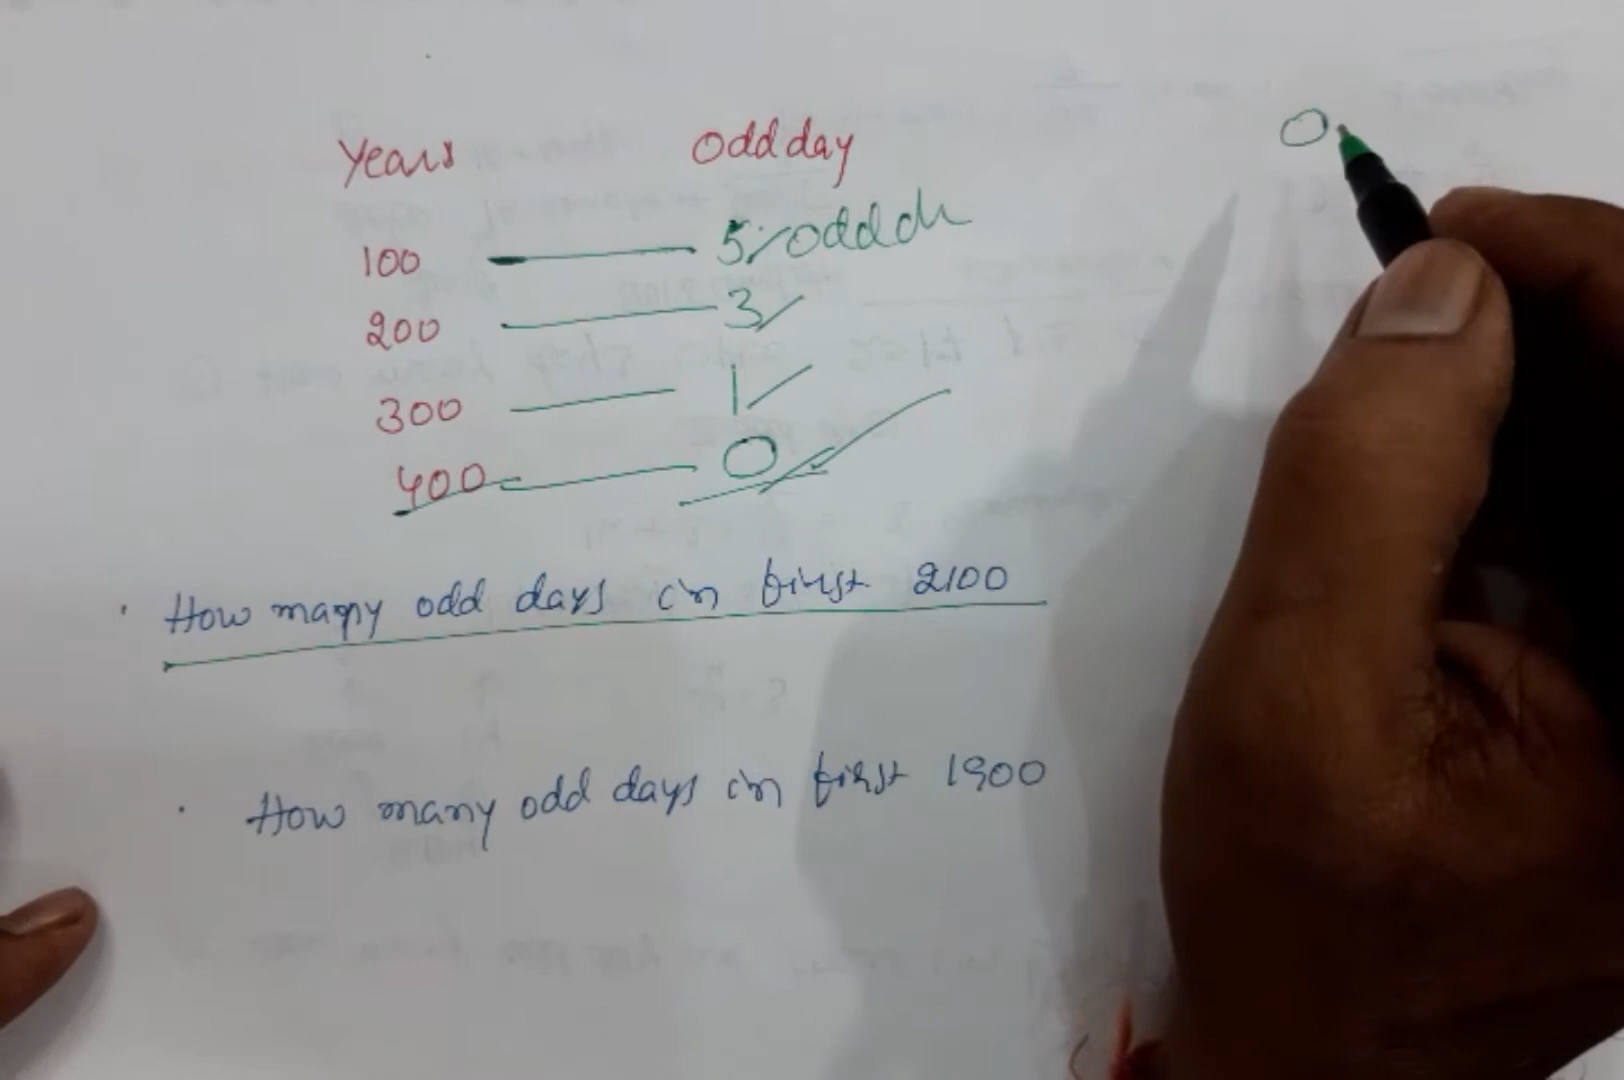 Years Odd day
100 5 odd da
200 3
300 1
400 0
0
How many odd days in first 2100
How many odd days in first 1900